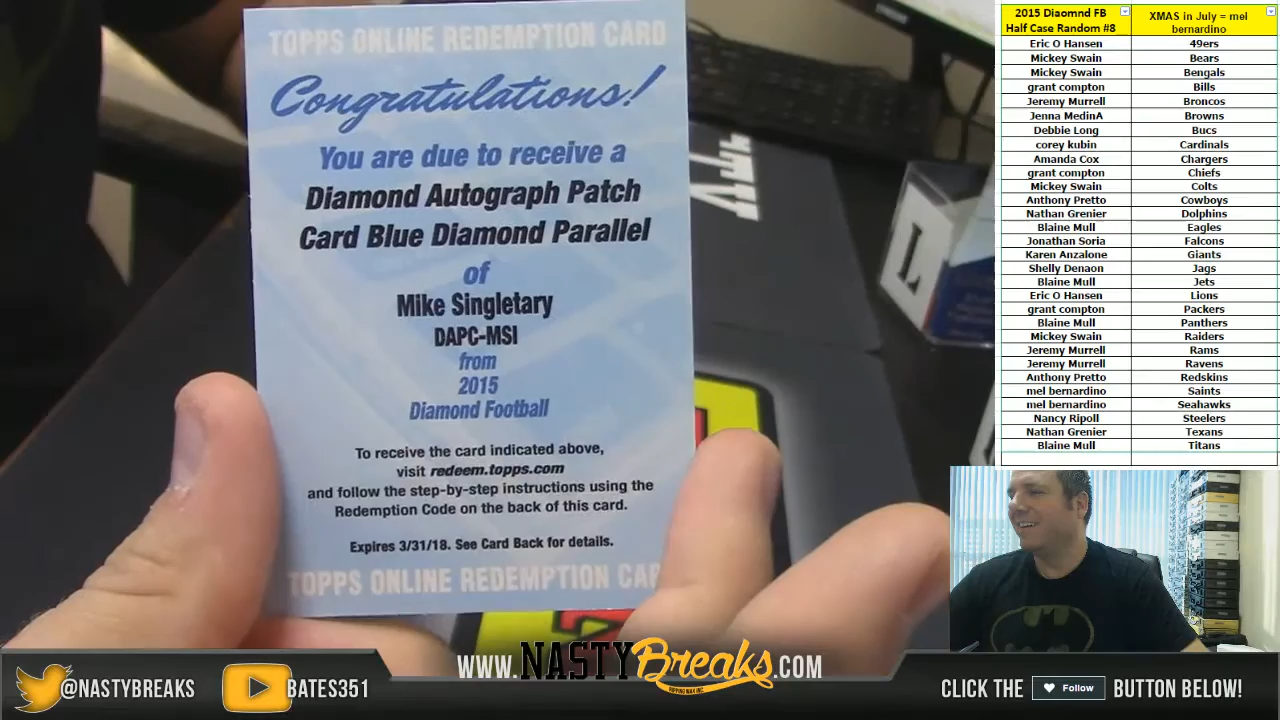 TOPPS ONLINE REDEMPTION CARD
Congratulations!
You are due to receive a
Diamond Autograph Patch
Card Blue Diamond Parallel
of
Mike Singletary
DAPC-MSI
from
2015
Diamond Football
To receive the card indicated above,
visit redeem.topps.com
and follow the step-by-step instructions using the
Redemption Code on the back of this card.
Expires 3/31/18. See Card Back for details.
TOPPS ONLINE REDEMPTION CAR
L
2015 Diaomnd FB
Half Case Random #8
XMAS in July = mel
bernardino
Eric O Hansen 49ers
Mickey Swain Bears
Mickey Swain Bengals
grant compton Bills
Jeremy Murrell Broncos
Jenna MedinA Browns
Debbie Long Bucs
corey kubin Cardinals
Amanda Cox Chargers
grant compton Chiefs
Mickey Swain Colts
Anthony Pretto Cowboys
Nathan Grenier Dolphins
Blaine Mull Eagles
Jonathan Soria Falcons
Karen Anzalone Giants
Shelly Denaon Jags
Blaine Mull Jets
Eric O Hansen Lions
grant compton Packers
Blaine Mull Panthers
Mickey Swain Raiders
Jeremy Murrell Rams
Jeremy Murrell Ravens
Anthony Pretto Redskins
mel bernardino Saints
mel bernardino Seahawks
Nancy Ripoll Steelers
Nathan Grenier Texans
Blaine Mull Titans
@NASTYBREAKS
BATES351
WWW.NASTYBreaks.COM
RIPPING WAX INC.
CLICK THE Follow BUTTON BELOW!